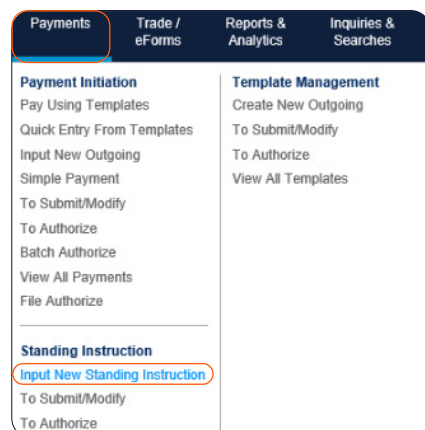 Payments
Trade /
eForms
Reports &
Analytics
Inquiries &
Searches
Payment Initiation
Pay Using Templates
Quick Entry From Templates
Input New Outgoing
Simple Payment
To Submit/Modify
To Authorize
Batch Authorize
View All Payments
File Authorize
Standing Instruction
Input New Standing Instruction
To Submit/Modify
To Authorize
Template Management
Create New Outgoing
To Submit/Modify
To Authorize
View All Templates